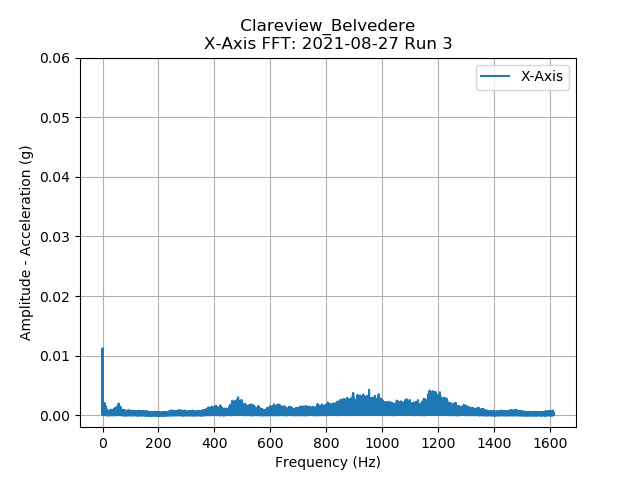 Clareview_Belvedere
X-Axis FFT: 2021-08-27 Run 3
X-Axis
0.06
0.05
0.04
0.03
0.02
0.01
0.00
Amplitude - Acceleration (g)
0 200 400 600 800 1000 1200 1400 1600
Frequency (Hz)